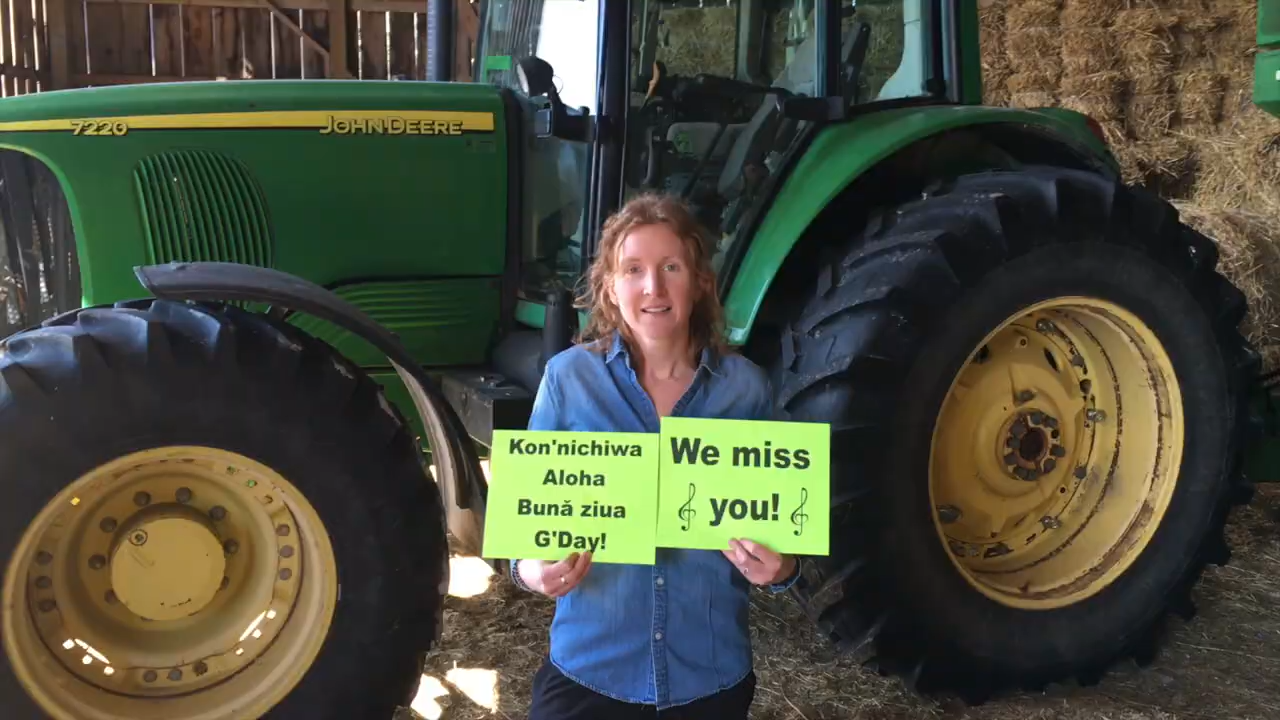 7220
JOHN DEERE
Kon'nichiwa
Aloha
Bună ziua
G'Day!
We miss
you!